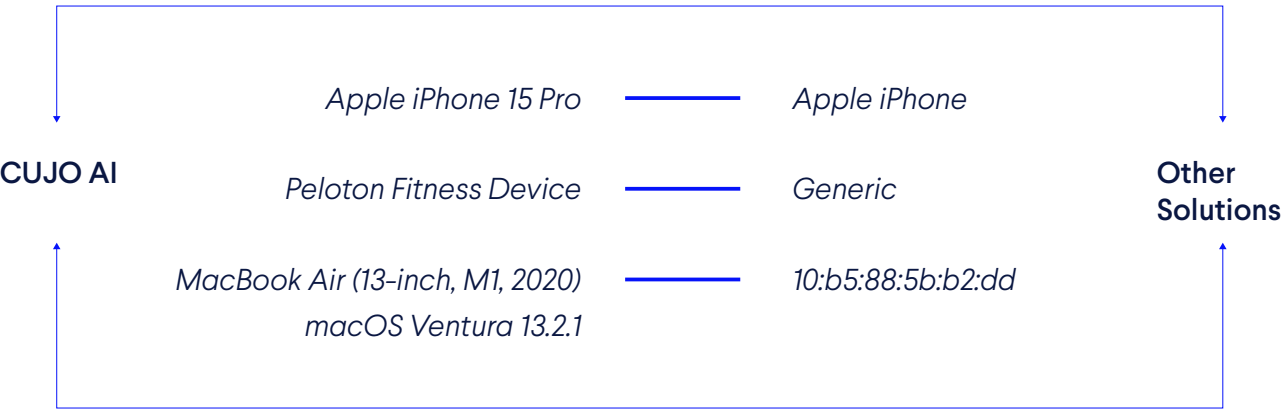 Apple iPhone 15 Pro
Apple iPhone
CUJO AI
Peloton Fitness Device
Generic
Other
Solutions
MacBook Air (13-inch, M1, 2020)
macOS Ventura 13.2.1
10:b5:88:5b:b2:dd